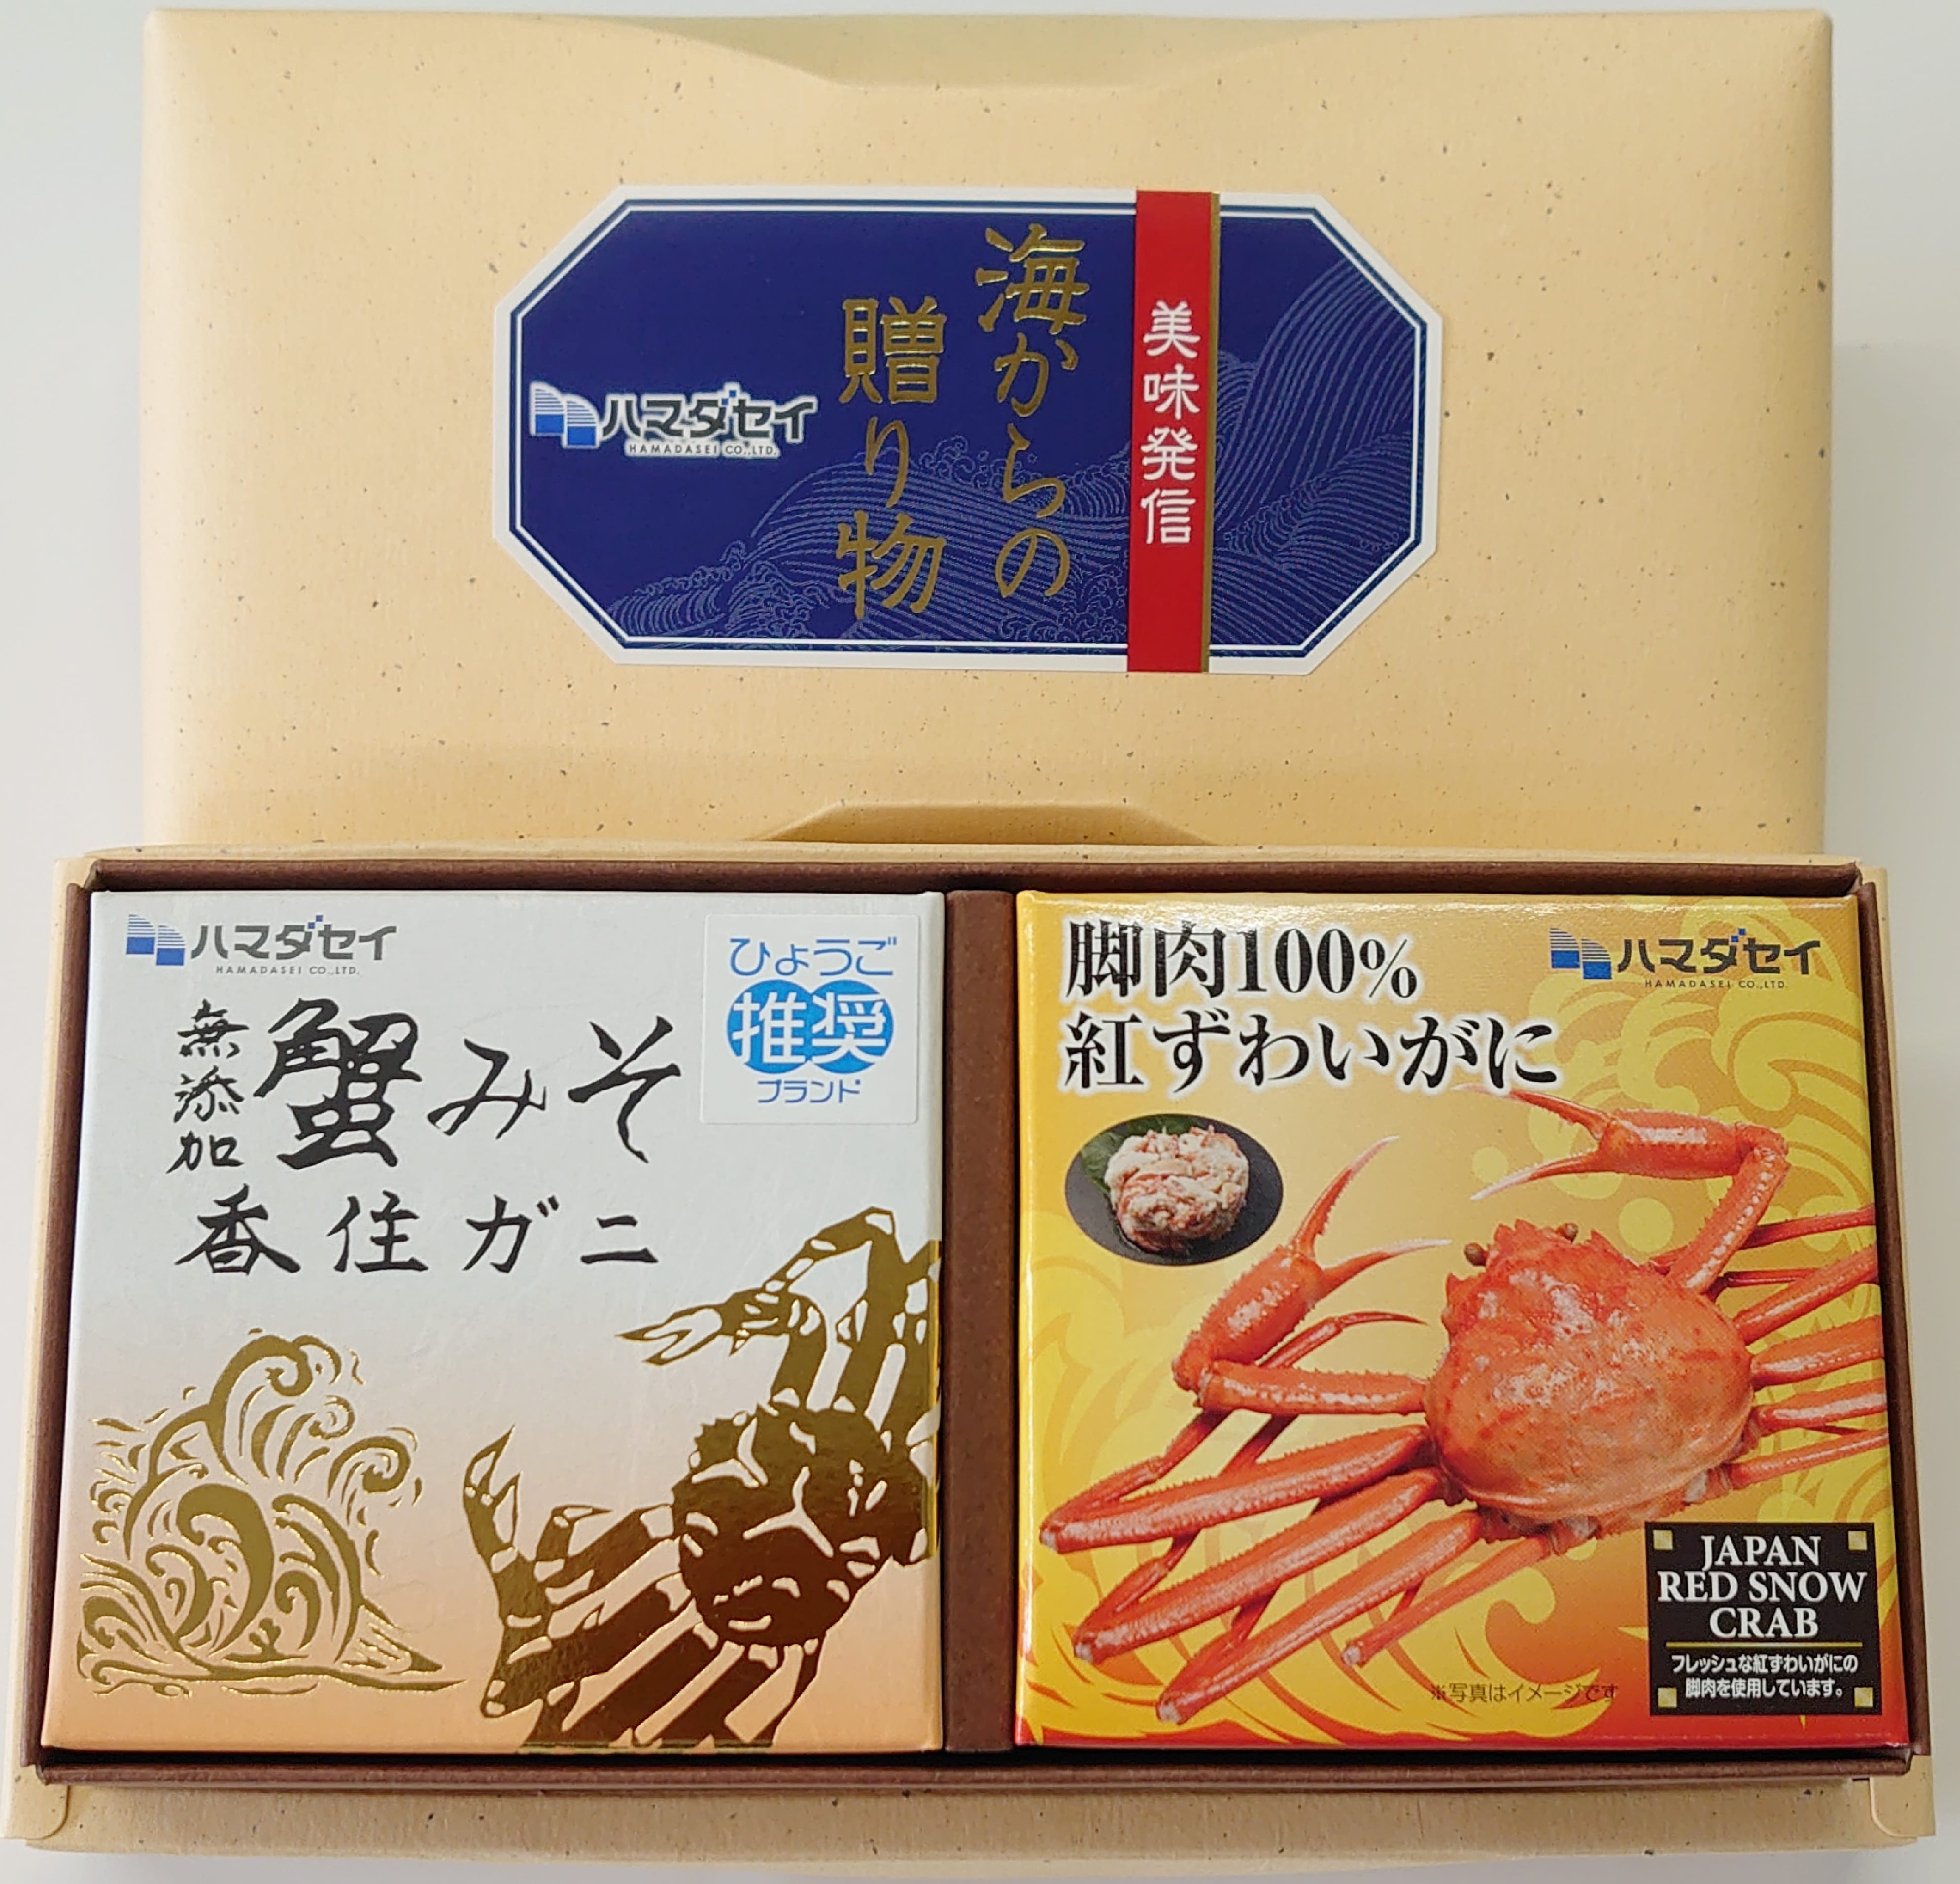 美味発信
海からの
贈り物
ハマダセイ
HAMADASEI CO.,LTD.
ハマダセイ
HAMADASEI CO.,LTD.
ひょうご
推奨
ブランド
無添加
蟹みそ
香住ガニ
脚肉100%
紅ずわいがに
ハマダセイ
HAMADASEI CO.,LTD.
JAPAN
RED SNOW
CRAB
フレッシュな紅ずわいがにの
脚肉を使用しています。
※写真はイメージです